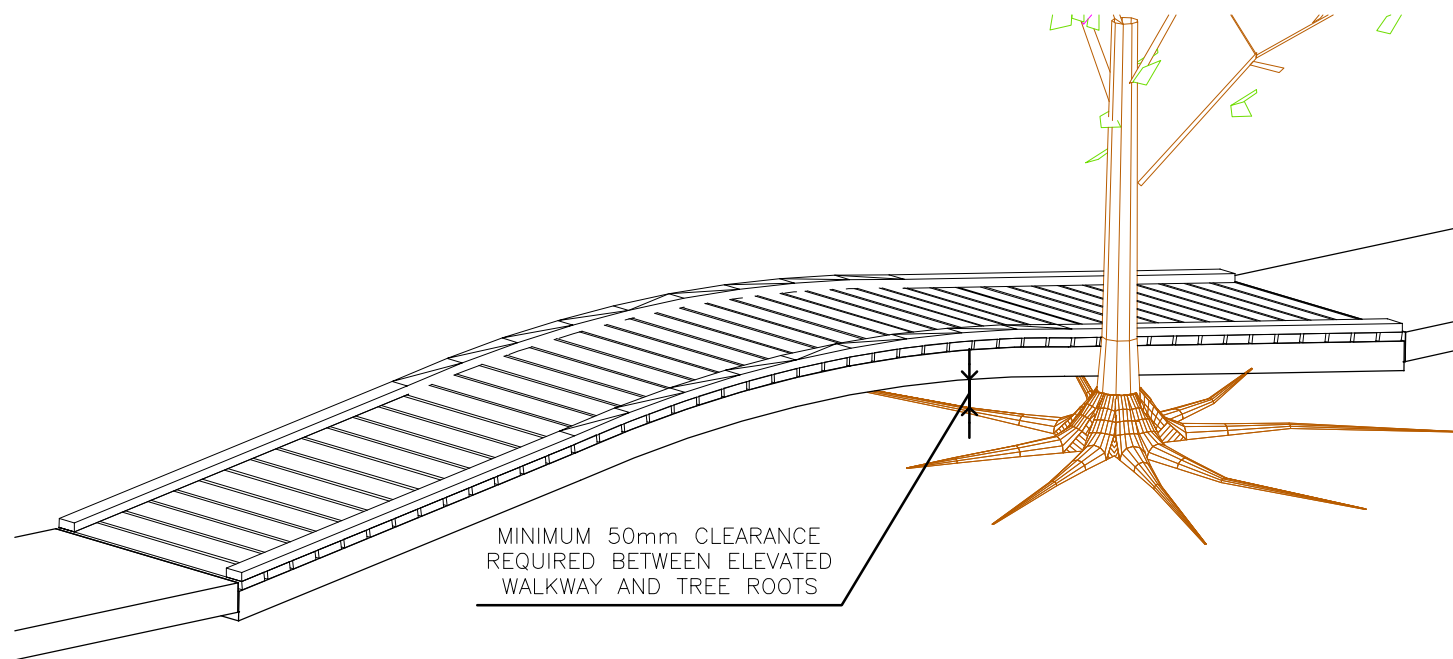 MINIMUM 50mm CLEARANCE
REQUIRED BETWEEN ELEVATED
WALKWAY AND TREE ROOTS